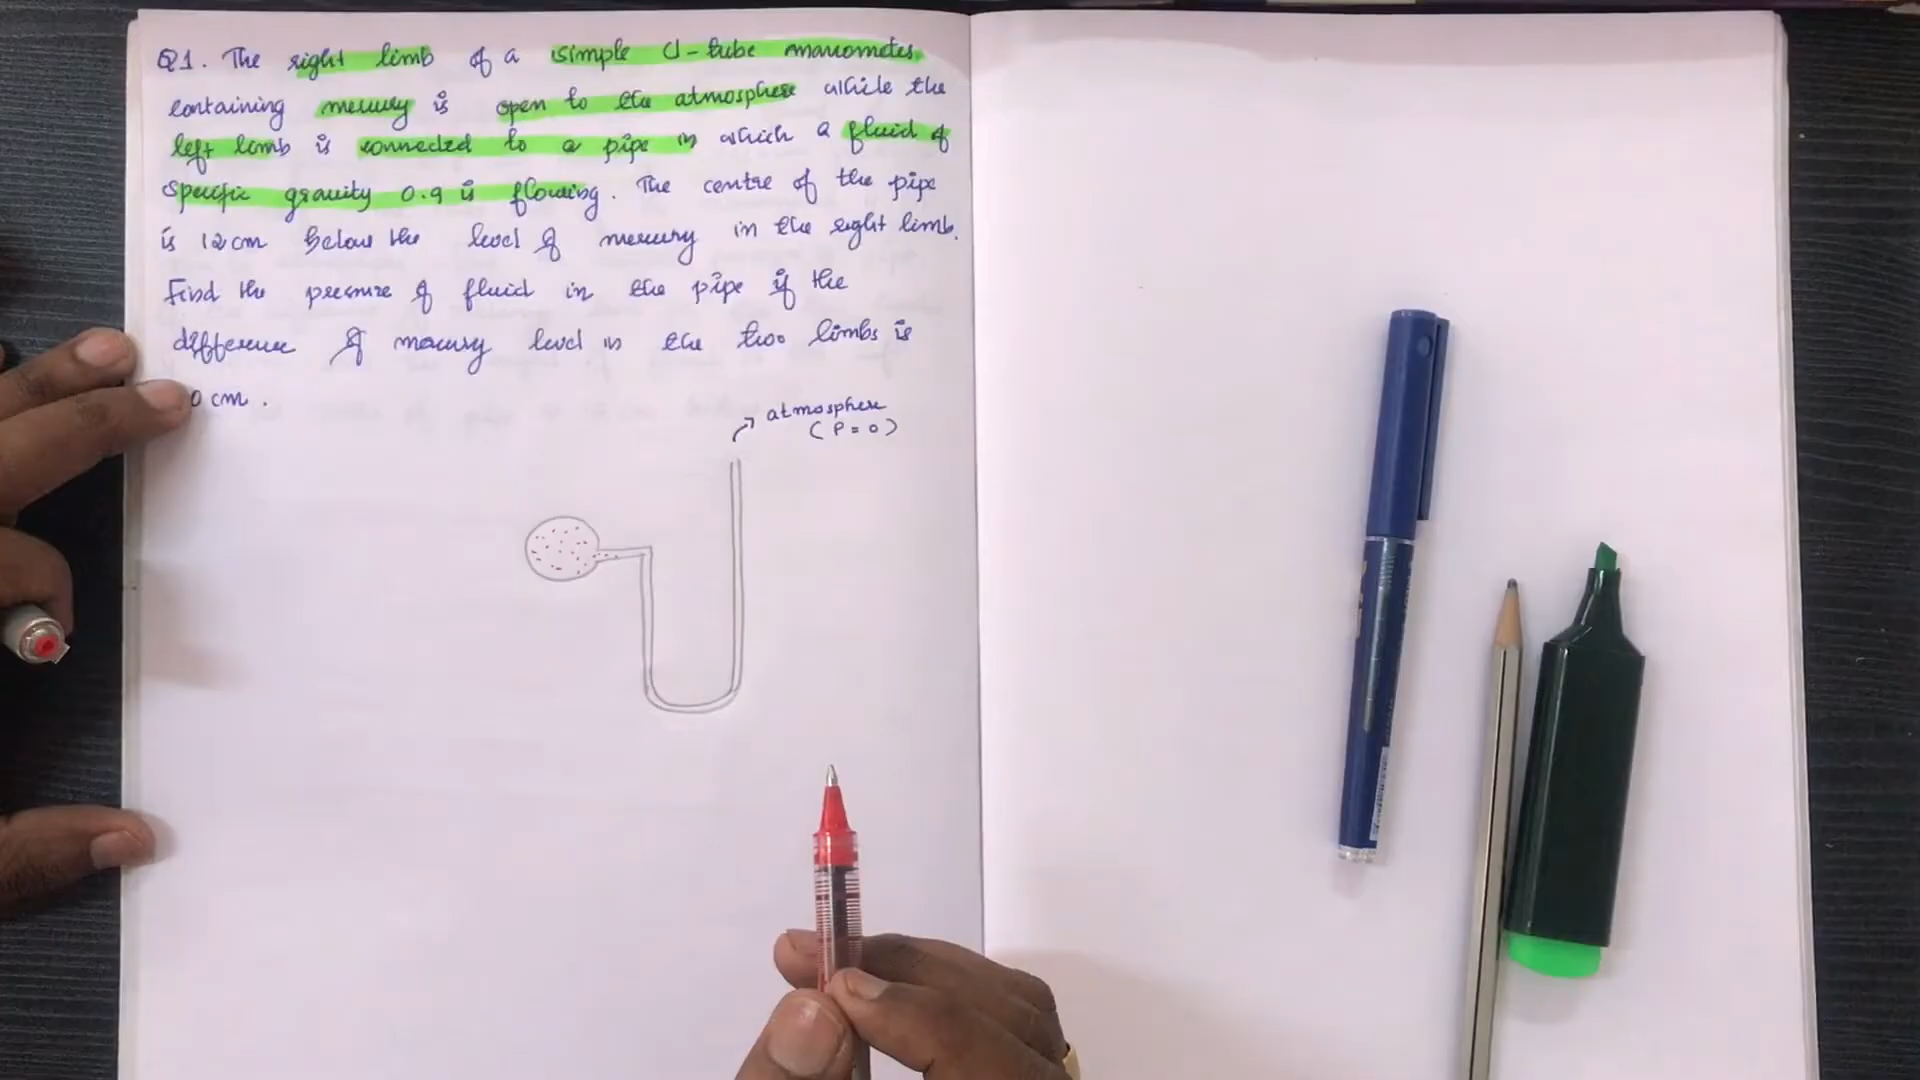 Q1. The right limb of a simple U-tube manometer
containing mercury is open to the atmosphere while the
left limb is connected to a pipe in which a fluid of
specific gravity 0.9 is flowing. The centre of the pipe
is 12cm below the level of mercury in the right limb.
Find the pressure of fluid in the pipe if the
difference of mercury level in the two limbs is
0 cm.
atmosphere
(P=0)